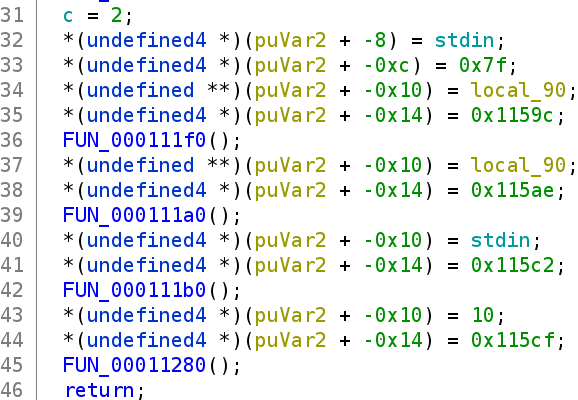 31 c = 2;
32 *(undefined4 *)(puVar2 + -8) = stdin;
33 *(undefined4 *)(puVar2 + -0xc) = 0x7f;
34 *(undefined **)(puVar2 + -0x10) = local_90;
35 *(undefined4 *)(puVar2 + -0x14) = 0x1159c;
36 FUN_000111f0();
37 *(undefined **)(puVar2 + -0x10) = local_90;
38 *(undefined4 *)(puVar2 + -0x14) = 0x115ae;
39 FUN_000111a0();
40 *(undefined4 *)(puVar2 + -0x10) = stdin;
41 *(undefined4 *)(puVar2 + -0x14) = 0x115c2;
42 FUN_000111b0();
43 *(undefined4 *)(puVar2 + -0x10) = 10;
44 *(undefined4 *)(puVar2 + -0x14) = 0x115cf;
45 FUN_00011280();
46 return;